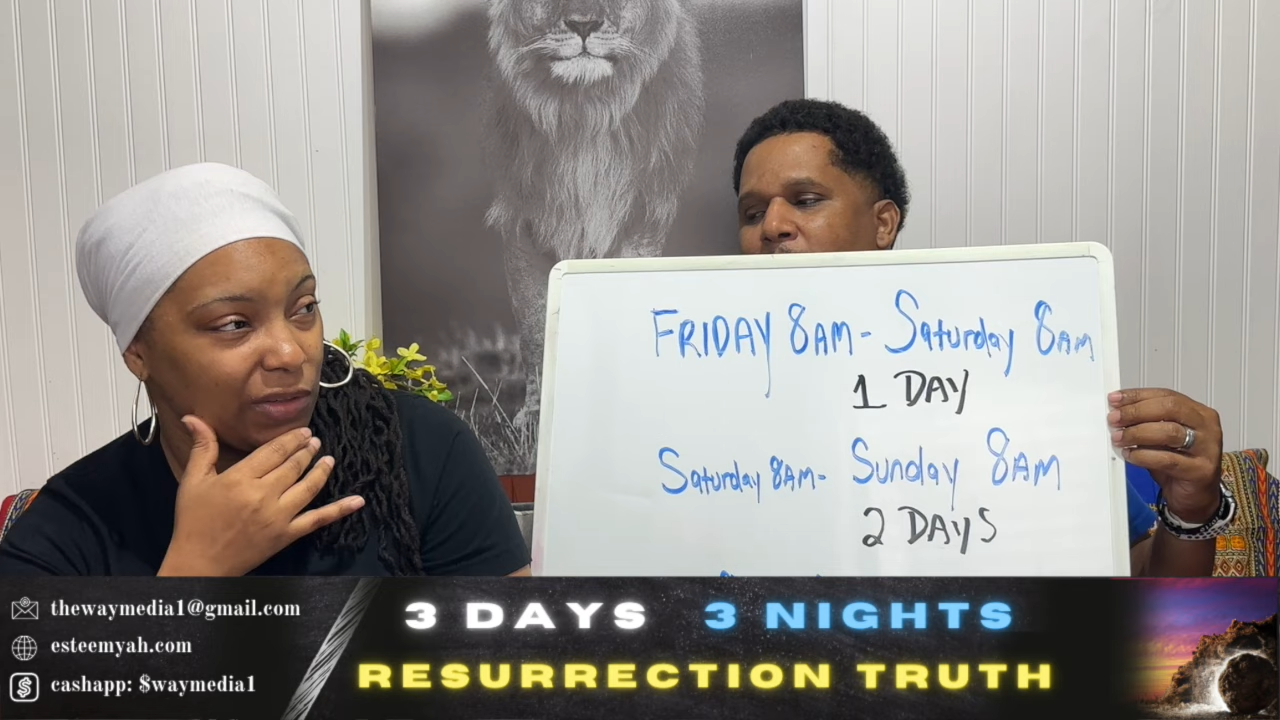 FRIDAY 8AM - Saturday 8AM
1 DAY
Saturday 8AM- Sunday 8AM
2 DAYS
thewaymedia1@gmail.com
esteemyah.com
cashapp: $waymedia1
3 DAYS 3 NIGHTS
RESURRECTION TRUTH